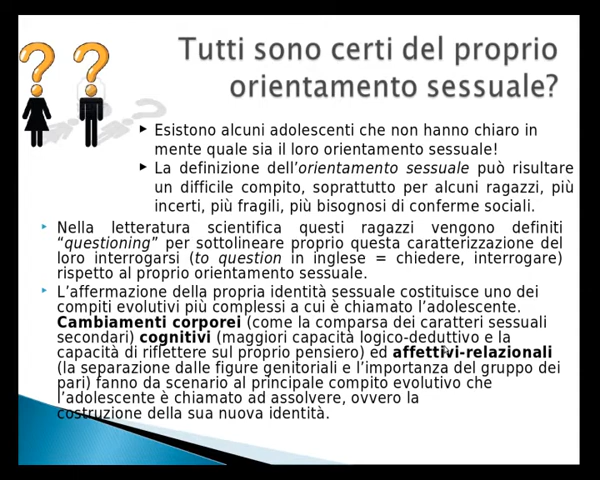 Tutti sono certi del proprio
orientamento sessuale?
Esistono alcuni adolescenti che non hanno chiaro in
mente quale sia il loro orientamento sessuale!
La definizione dell’orientamento sessuale può risultare
un difficile compito, soprattutto per alcuni ragazzi, più
incerti, più fragili, più bisognosi di conferme sociali.
Nella letteratura scientifica questi ragazzi vengono definiti
“questioning” per sottolineare proprio questa caratterizzazione del
loro interrogarsi (to question in inglese = chiedere, interrogare)
rispetto al proprio orientamento sessuale.
L’affermazione della propria identità sessuale costituisce uno dei
compiti evolutivi più complessi a cui è chiamato l’adolescente.
Cambiamenti corporei (come la comparsa dei caratteri sessuali
secondari) cognitivi (maggiori capacità logico-deduttivo e la
capacità di riflettere sul proprio pensiero) ed affettivi-relazionali
(la separazione dalle figure genitoriali e l’importanza del gruppo dei
pari) fanno da scenario al principale compito evolutivo che
l’adolescente è chiamato ad assolvere, ovvero la
costruzione della sua nuova identità.